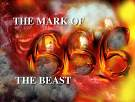 THE MARK OF
666
THE BEAST